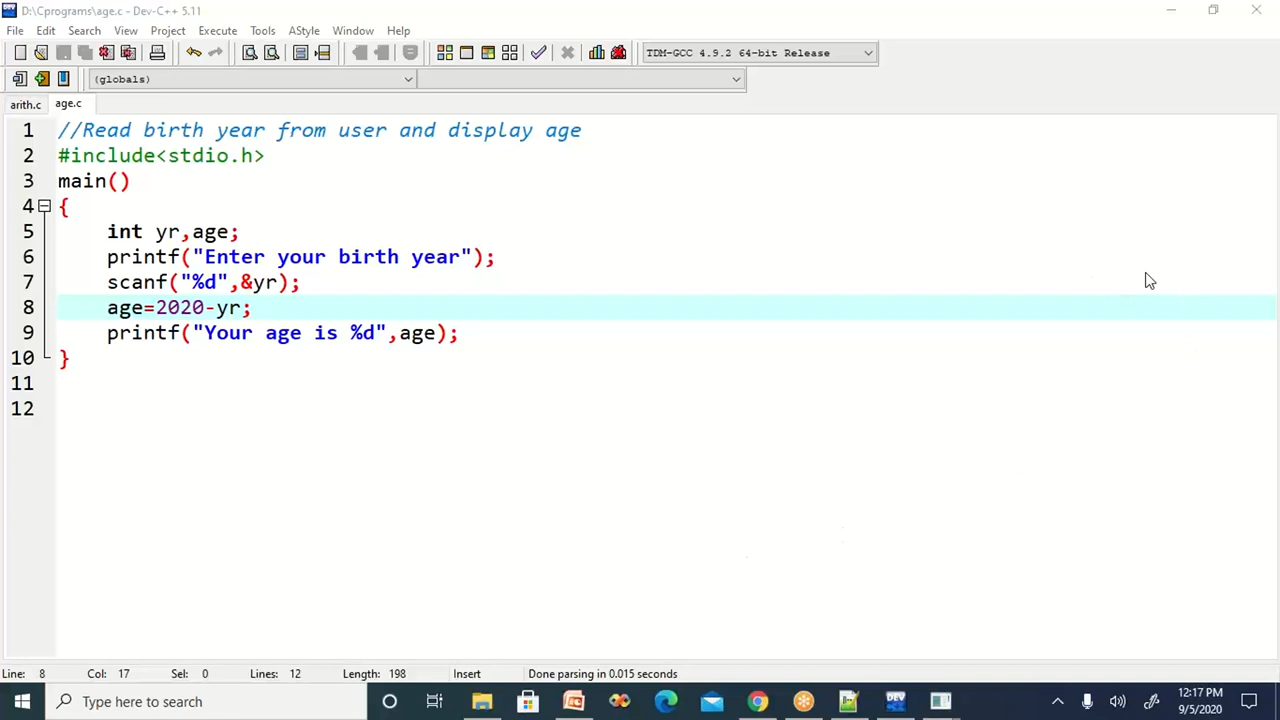 D:\Cprograms\age.c - Dev-C++ 5.11
File Edit Search View Project Execute Tools AStyle Window Help
TDM-GCC 4.9.2 64-bit Release
(globals)
arith.c age.c
1 //Read birth year from user and display age
2 #include<stdio.h>
3 main()
4 {
5 int yr,age;
6 printf("Enter your birth year");
7 scanf("%d",&yr);
8 age=2020-yr;
9 printf("Your age is %d",age);
10 }
11
12
Line: 8 Col: 17 Sel: 0 Lines: 12 Length: 198 Insert Done parsing in 0.015 seconds
Type here to search
12:17 PM
9/5/2020